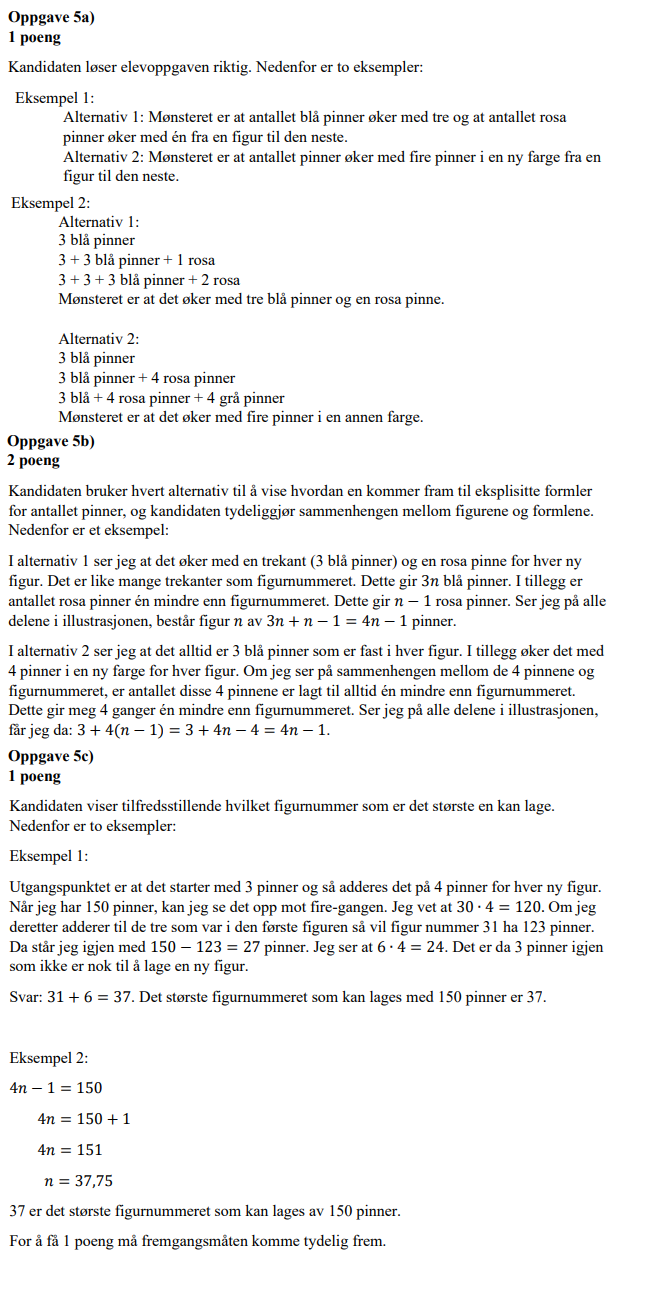 Oppgave 5a)
1 poeng
Kandidaten løser elevoppgaven riktig. Nedenfor er to eksempler:
Eksempel 1:
Alternativ 1: Mønsteret er at antallet blå pinner øker med tre og at antallet rosa
pinner øker med én fra en figur til den neste.
Alternativ 2: Mønsteret er at antallet pinner øker med fire pinner i en ny farge fra en
figur til den neste.
Eksempel 2:
Alternativ 1:
3 blå pinner
3 + 3 blå pinner + 1 rosa
3 + 3 + 3 blå pinner + 2 rosa
Mønsteret er at det øker med tre blå pinner og en rosa pinne.
Alternativ 2:
3 blå pinner
3 blå pinner + 4 rosa pinner
3 blå + 4 rosa pinner + 4 grå pinner
Mønsteret er at det øker med fire pinner i en annen farge.
Oppgave 5b)
2 poeng
Kandidaten bruker hvert alternativ til å vise hvordan en kommer fram til eksplisitte formler
for antallet pinner, og kandidaten tydeliggjør sammenhengen mellom figurene og formlene.
Nedenfor er et eksempel:
I alternativ 1 ser jeg at det øker med en trekant (3 blå pinner) og en rosa pinne for hver ny
figur. Det er like mange trekanter som figurnummeret. Dette gir 3n blå pinner. I tillegg er
antallet rosa pinner én mindre enn figurnummeret. Dette gir n − 1 rosa pinner. Ser jeg på alle
delene i illustrasjonen, består figur n av 3n + n − 1 = 4n − 1 pinner.
I alternativ 2 ser jeg at det alltid er 3 blå pinner som er fast i hver figur. I tillegg øker det med
4 pinner i en ny farge for hver figur. Om jeg ser på sammenhengen mellom de 4 pinnene og
figurnummeret, er antallet disse 4 pinnene er lagt til alltid én mindre enn figurnummeret.
Dette gir meg 4 ganger én mindre enn figurnummeret. Ser jeg på alle delene i illustrasjonen,
får jeg da: 3 + 4(n − 1) = 3 + 4n − 4 = 4n − 1.
Oppgave 5c)
1 poeng
Kandidaten viser tilfredsstillende hvilket figurnummer som er det største en kan lage.
Nedenfor er to eksempler:
Eksempel 1:
Utgangspunktet er at det starter med 3 pinner og så adderes det på 4 pinner for hver ny figur.
Når jeg har 150 pinner, kan jeg se det opp mot fire-gangen. Jeg vet at 30 · 4 = 120. Om jeg
deretter adderer til de tre som var i den første figuren så vil figur nummer 31 ha 123 pinner.
Da står jeg igjen med 150 − 123 = 27 pinner. Jeg ser at 6 · 4 = 24. Det er da 3 pinner igjen
som ikke er nok til å lage en ny figur.
Svar: 31 + 6 = 37. Det største figurnummeret som kan lages med 150 pinner er 37.
Eksempel 2:
4n − 1 = 150
4n = 150 + 1
4n = 151
n = 37,75
37 er det største figurnummeret som kan lages av 150 pinner.
For å få 1 poeng må fremgangsmåten komme tydelig frem.